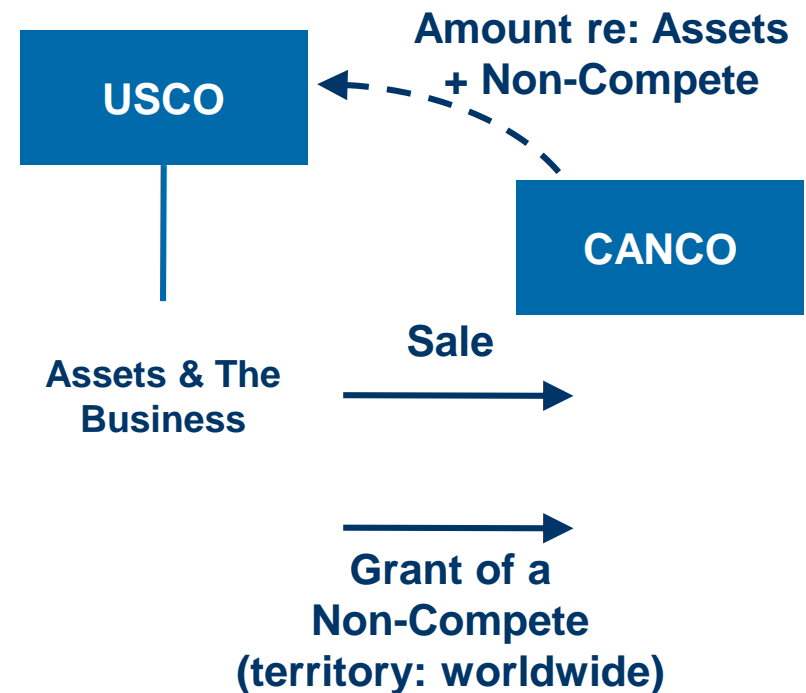 Amount re: Assets
+ Non-Compete
USCO
CANCO
Sale
Assets & The
Business
Grant of a
Non-Compete
(territory: worldwide)